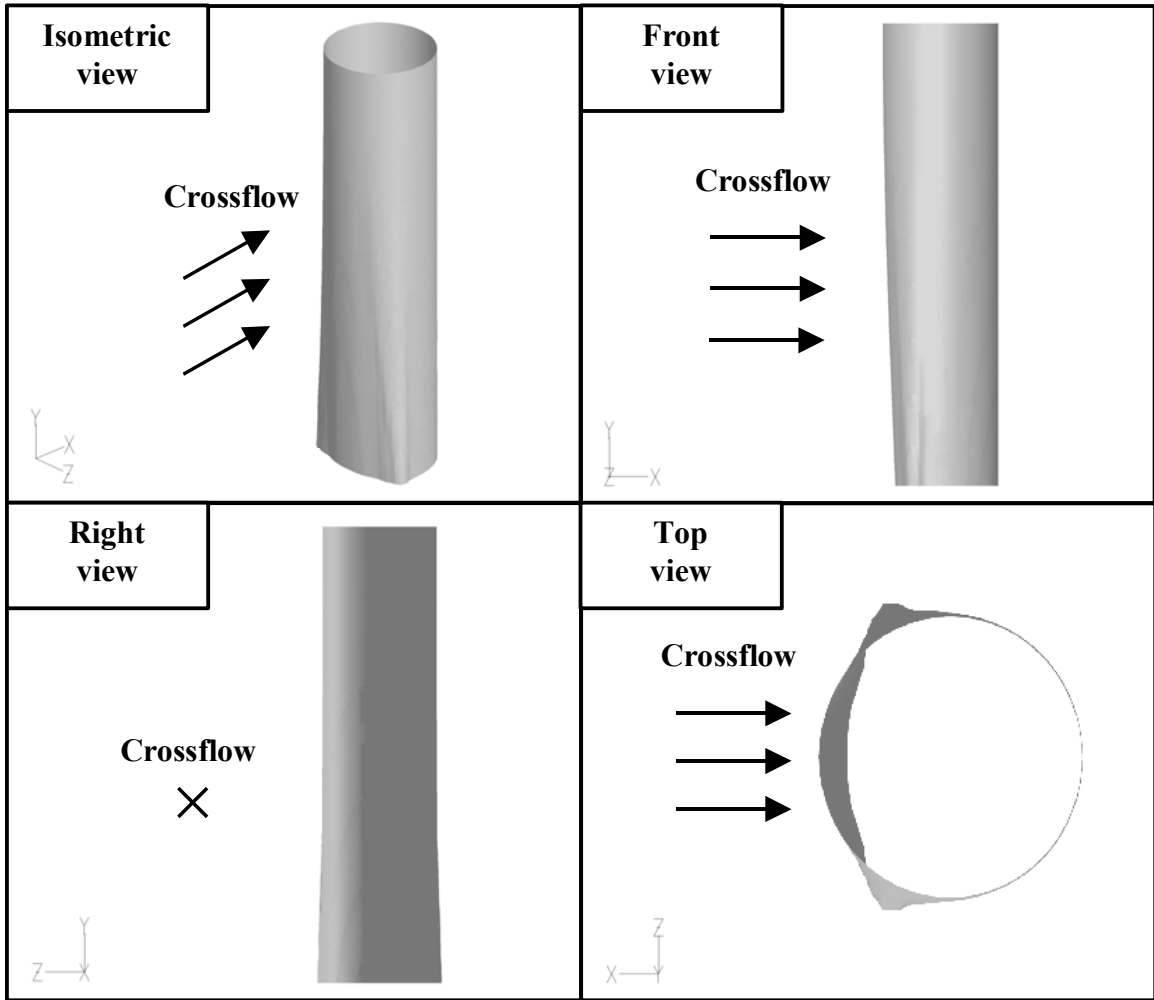 Isometric
view
Crossflow
Y
X
Z
Front
view
Crossflow
Y
Z
X
Right
view
Crossflow
Y
Z
X
Top
view
Crossflow
Z
X
Y